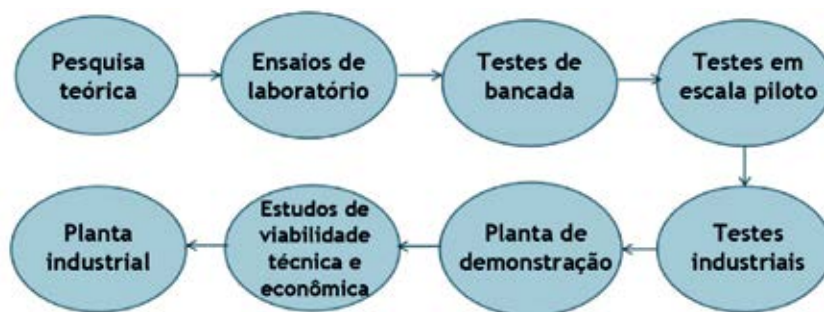 Pesquisa
teórica
Ensaios de
laboratório
Testes de
bancada
Testes em
escala piloto
Testes
industriais
Planta de
demonstração
Estudos de
viabilidade
técnica e
econômica
Planta
industrial